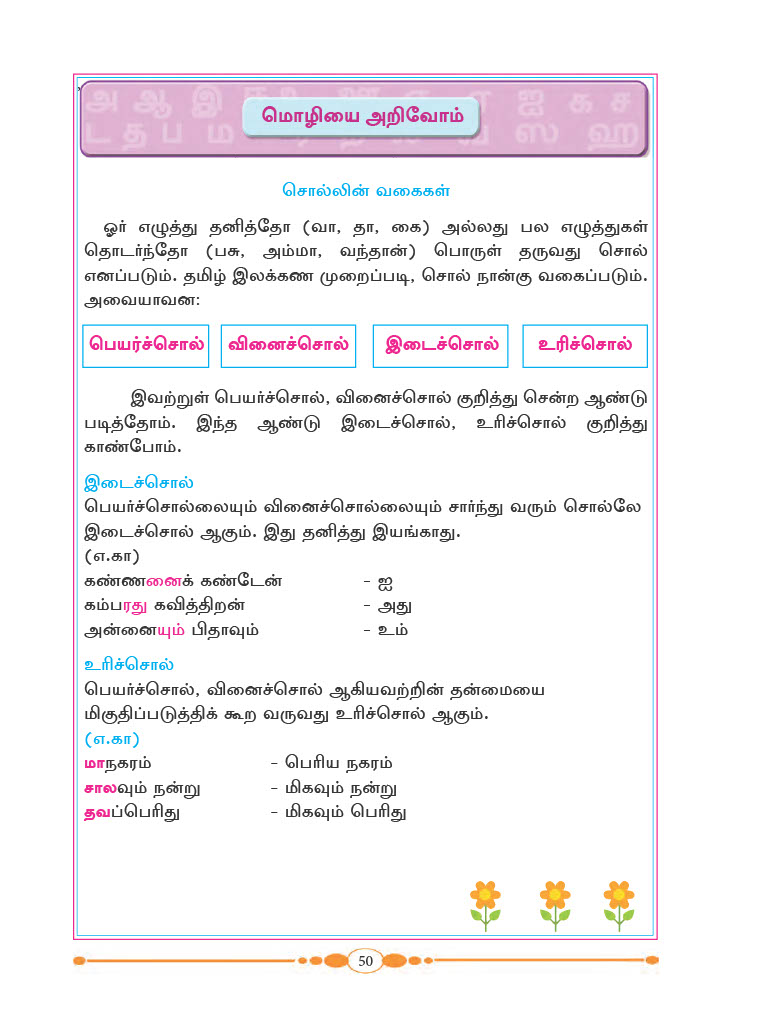 மொழியை அறிவோம்
சொல்லின் வகைகள்
ஓர் எழுத்து தனித்தோ (வா, தா, கை) அல்லது பல எழுத்துகள்
தொடர்ந்தோ (பசு, அம்மா, வந்தான்) பொருள் தருவது சொல்
எனப்படும். தமிழ் இலக்கண முறைப்படி, சொல் நான்கு வகைப்படும்.
அவையாவன:
பெயர்ச்சொல் வினைச்சொல் இடைச்சொல் உரிச்சொல்
இவற்றுள் பெயர்ச்சொல், வினைச்சொல் குறித்து சென்ற ஆண்டு
படித்தோம். இந்த ஆண்டு இடைச்சொல், உரிச்சொல் குறித்து
காண்போம்.
இடைச்சொல்
பெயர்ச்சொல்லையும் வினைச்சொல்லையும் சார்ந்து வரும் சொல்லே
இடைச்சொல் ஆகும். இது தனித்து இயங்காது.
(எ.கா)
கண்ணனைக் கண்டேன் – ஐ
கம்பரது கவித்திறன் – அது
அன்னையும் பிதாவும் – உம்
உரிச்சொல்
பெயர்ச்சொல், வினைச்சொல் ஆகியவற்றின் தன்மையை
மிகுதிப்படுத்திக் கூற வருவது உரிச்சொல் ஆகும்.
(எ.கா)
மாநகரம் – பெரிய நகரம்
சாலவும் நன்று – மிகவும் நன்று
தவப்பெரிது – மிகவும் பெரிது
50